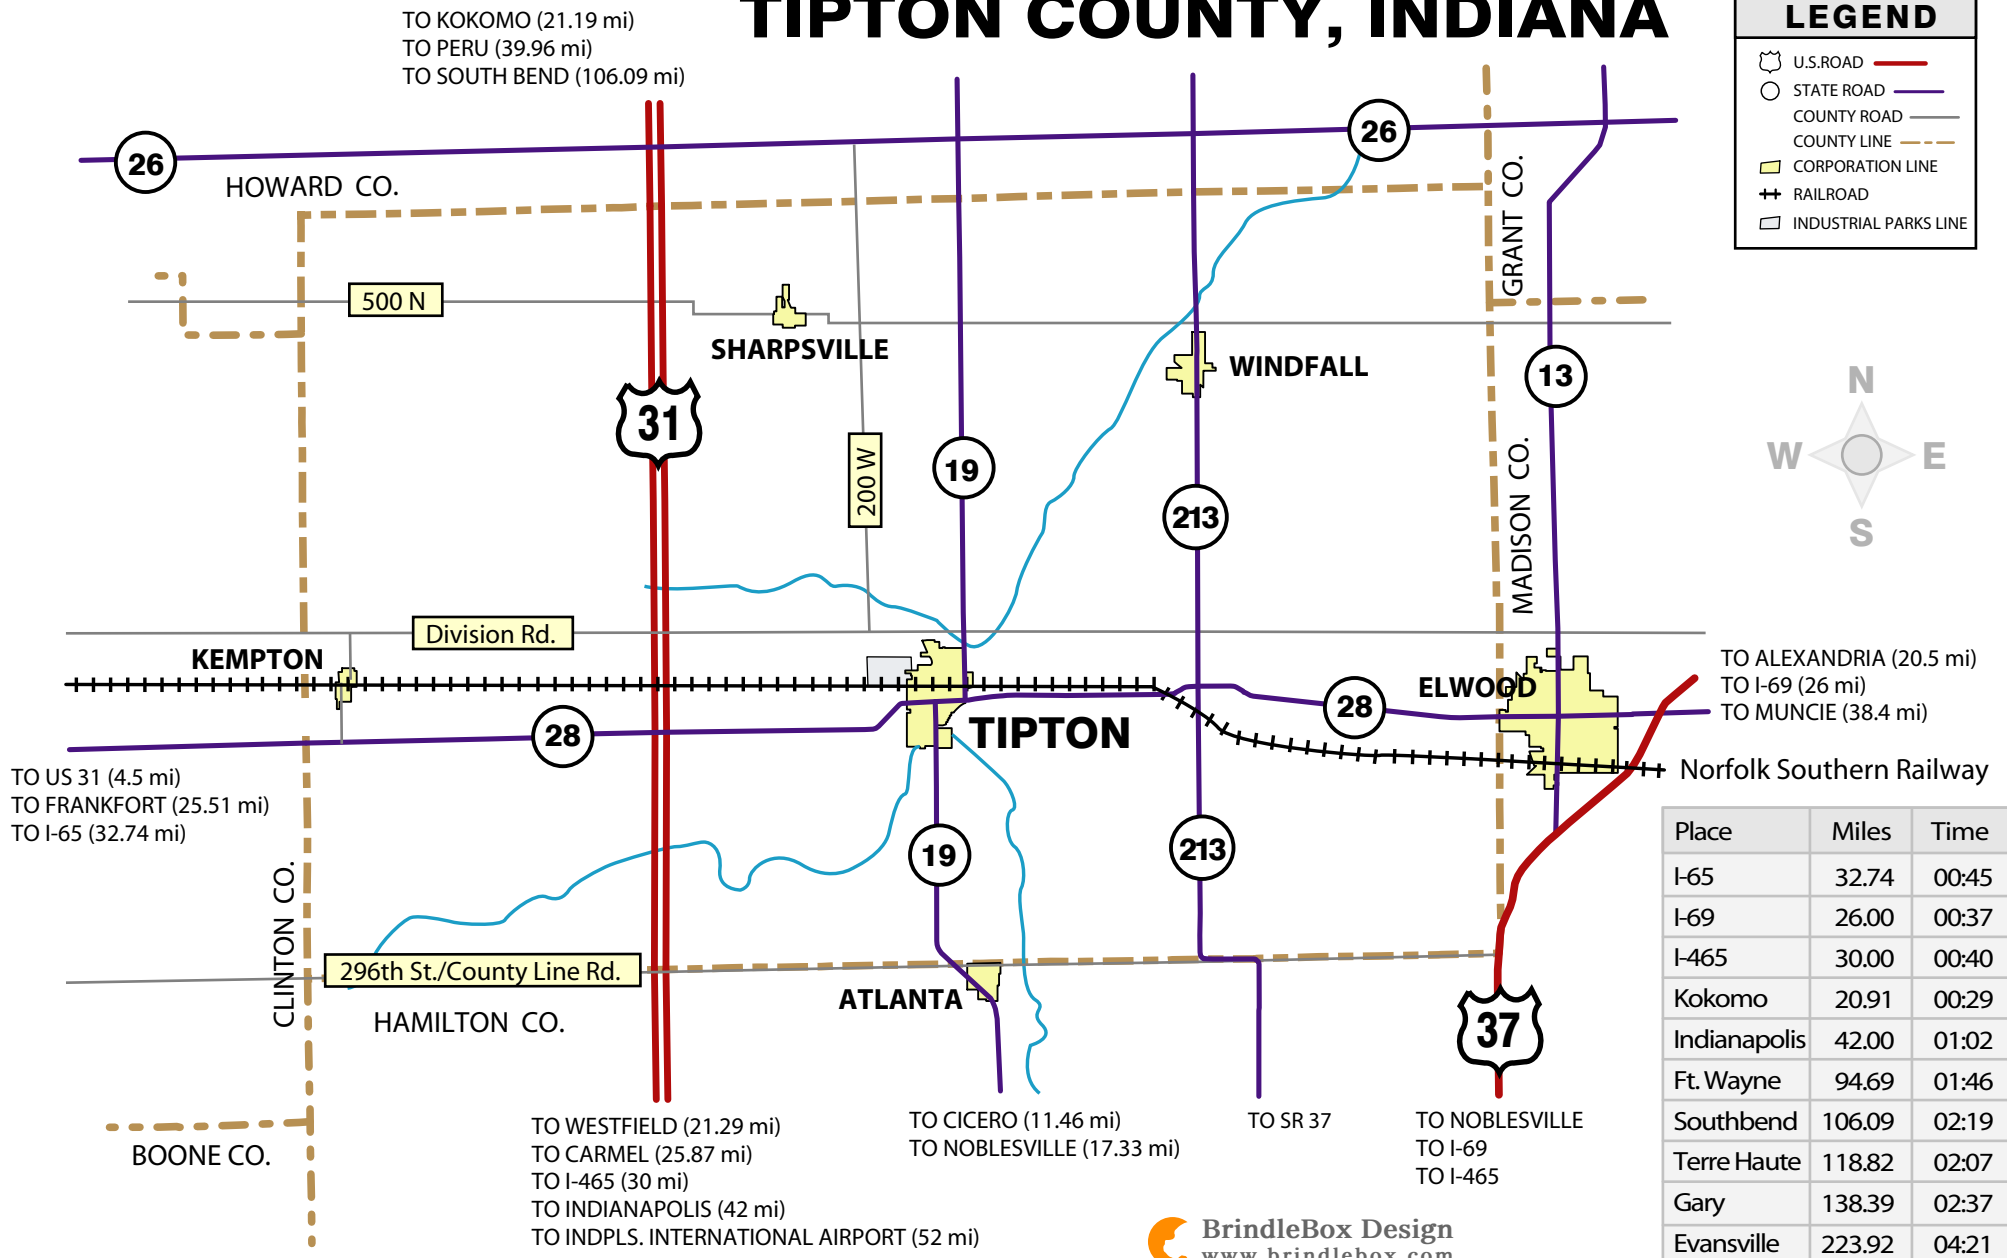 TIPTON COUNTY, INDIANA
TO KOKOMO (21.19 mi)
TO PERU (39.96 mi)
TO SOUTH BEND (106.09 mi)
LEGEND
U.S.ROAD
STATE ROAD
COUNTY ROAD
COUNTY LINE
CORPORATION LINE
RAILROAD
INDUSTRIAL PARKS LINE
26
26
HOWARD CO.
GRANT CO.
500 N
SHARPSVILLE
WINDFALL
13
31
N
W E
S
200 W
19
213
MADISON CO.
Division Rd.
KEMPTON
ELWOOD
TO ALEXANDRIA (20.5 mi)
TO I-69 (26 mi)
TO MUNCIE (38.4 mi)
28
28
TIPTON
Norfolk Southern Railway
TO US 31 (4.5 mi)
TO FRANKFORT (25.51 mi)
TO I-65 (32.74 mi)
19
213
CLINTON CO.
296th St./County Line Rd.
ATLANTA
HAMILTON CO.
37
BOONE CO.
TO WESTFIELD (21.29 mi)
TO CARMEL (25.87 mi)
TO I-465 (30 mi)
TO INDIANAPOLIS (42 mi)
TO INDPLS. INTERNATIONAL AIRPORT (52 mi)
TO CICERO (11.46 mi)
TO NOBLESVILLE (17.33 mi)
TO SR 37
TO NOBLESVILLE
TO I-69
TO I-465
Place Miles Time
I-65 32.74 00:45
I-69 26.00 00:37
I-465 30.00 00:40
Kokomo 20.91 00:29
Indianapolis 42.00 01:02
Ft. Wayne 94.69 01:46
Southbend 106.09 02:19
Terre Haute 118.82 02:07
Gary 138.39 02:37
Evansville 223.92 04:21
BrindleBox Design
www.brindlebox.com